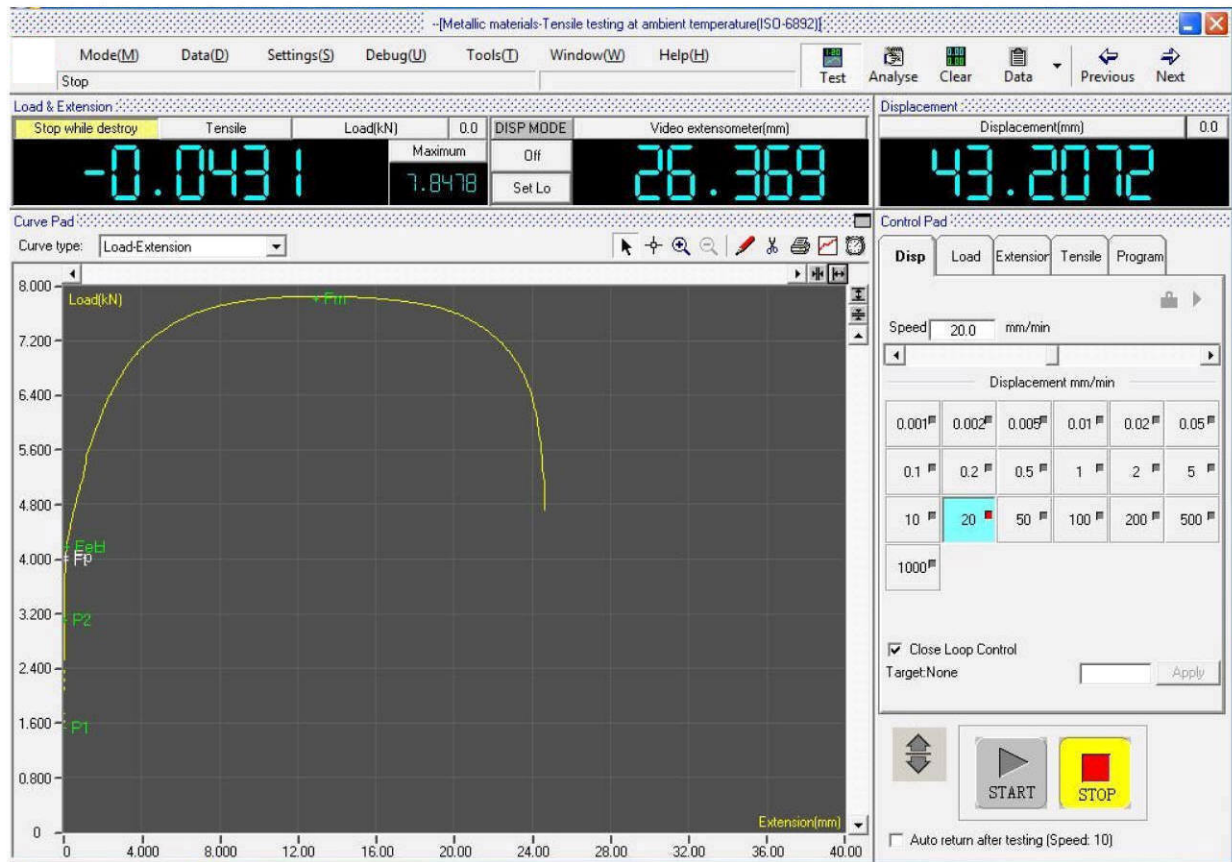 --[Metallic materials-Tensile testing at ambient temperature(ISO-6892)]
Mode(M) Data(D) Settings(S) Debug(U) Tools(T) Window(W) Help(H)
Test Analyse Clear Data Previous Next
Stop
Load & Extension
Stop while destroy Tensile Load(kN) 0.0 DISP MODE Video extensometer(mm)
-0.0431
Maximum
7.8478
Off
Set Lo
26.369
Displacement
Displacement(mm) 0.0
43.2072
Curve Pad
Curve type: Load-Extension
8.000
Load(kN)
Fm
7.200
6.400
5.600
4.800
FeH
4.000
Fp
3.200
P2
2.400
1.600
P1
0.800
0
Extension(mm)
0 4.000 8.000 12.00 16.00 20.00 24.00 28.00 32.00 36.00 40.00
Control Pad
Disp Load Extension Tensile Program
Speed 20.0 mm/min
Displacement mm/min
0.001 0.002 0.005 0.01 0.02 0.05
0.1 0.2 0.5 1 2 5
10 20 50 100 200 500
1000
Close Loop Control
Target:None Apply
START STOP
Auto return after testing (Speed: 10)